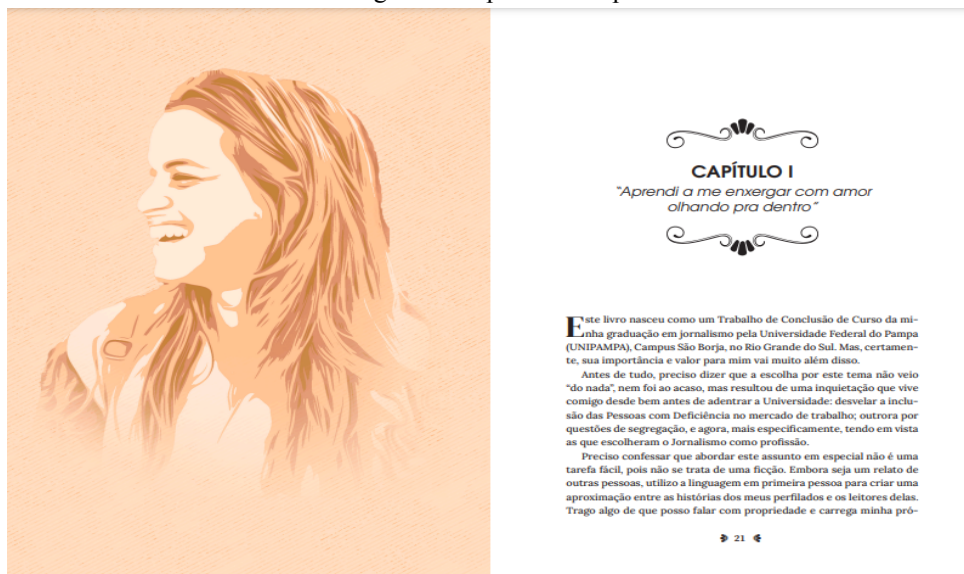 CAPÍTULO I
“Aprendi a me enxergar com amor
olhando pra dentro”
Este livro nasceu como um Trabalho de Conclusão de Curso da mi-
nha graduação em jornalismo pela Universidade Federal do Pampa
(UNIPAMPA), Campus São Borja, no Rio Grande do Sul. Mas, certamen-
te, sua importância e valor para mim vai muito além disso.
Antes de tudo, preciso dizer que a escolha por este tema não veio
“do nada”, nem foi ao acaso, mas resultou de uma inquietação que vive
comigo desde bem antes de adentrar a Universidade: desvelar a inclu-
são das Pessoas com Deficiência no mercado de trabalho; outrora por
questões de segregação, e agora, mais especificamente, tendo em vista
as que escolheram o Jornalismo como profissão.
Preciso confessar que abordar este assunto em especial não é uma
tarefa fácil, pois não se trata de uma ficção. Embora seja um relato de
outras pessoas, utilizo a linguagem em primeira pessoa para criar uma
aproximação entre as histórias dos meus perfilados e os leitores delas.
Trago algo de que posso falar com propriedade e carrega minha pró-
21